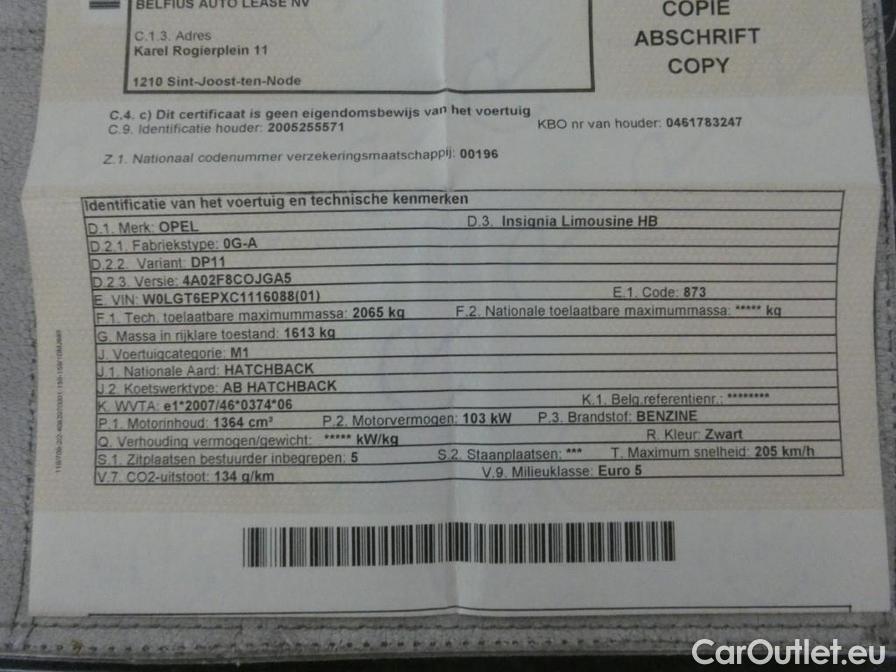 BELFIUS AUTO LEASE NV
C.1.3. Adres
Karel Rogierplein 11
1210 Sint-Joost-ten-Node
COPIE
ABSCHRIFT
COPY
C.4. c) Dit certificaat is geen eigendomsbewijs van het voertuig
C.9. Identificatie houder: 2005255571
KBO nr van houder: 0461783247
Z.1. Nationaal codenummer verzekeringsmaatschappij: 00196
Identificatie van het voertuig en technische kenmerken
D.1. Merk: OPEL D.3. Insignia Limousine HB
D.2.1. Fabriekstype: 0G-A
D.2.2. Variant: DP11
D.2.3. Versie: 4A02F8COJGA5
E. VIN: W0LGT6EPXC1116088(01) E.1. Code: 873
F.1. Tech. toelaatbare maximummassa: 2065 kg F.2. Nationale toelaatbare maximummassa: ***** kg
G. Massa in rijklare toestand: 1613 kg
J. Voertuigcategorie: M1
J.1. Nationale Aard: HATCHBACK
J.2. Koetswerktype: AB HATCHBACK
K. WVTA: e1*2007/46*0374*06 K.1. Belg.referentienr.: ********
P.1. Motorinhoud: 1364 cm³ P.2. Motorvermogen: 103 kW P.3. Brandstof: BENZINE
Q. Verhouding vermogen/gewicht: ***** kW/kg R. Kleur: Zwart
S.1. Zitplaatsen bestuurder inbegrepen: 5 S.2. Staanplaatsen: *** T. Maximum snelheid: 205 km/h
V.7. CO2-uitstoot: 134 g/km V.9. Milieuklasse: Euro 5
CarOutlet.eu